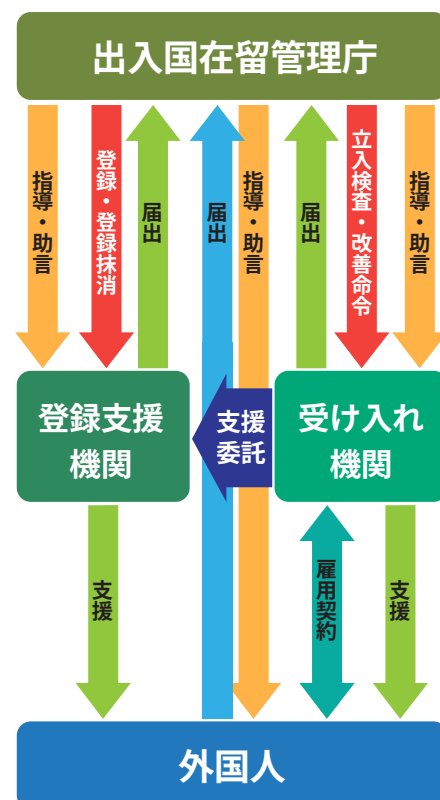 出入国在留管理庁
指導・助言
登録・登録抹消
届出
届出
指導・助言
届出
立入検査・改善命令
指導・助言
登録支援
機関
支援
委託
受け入れ
機関
支援
雇用契約
支援
外国人